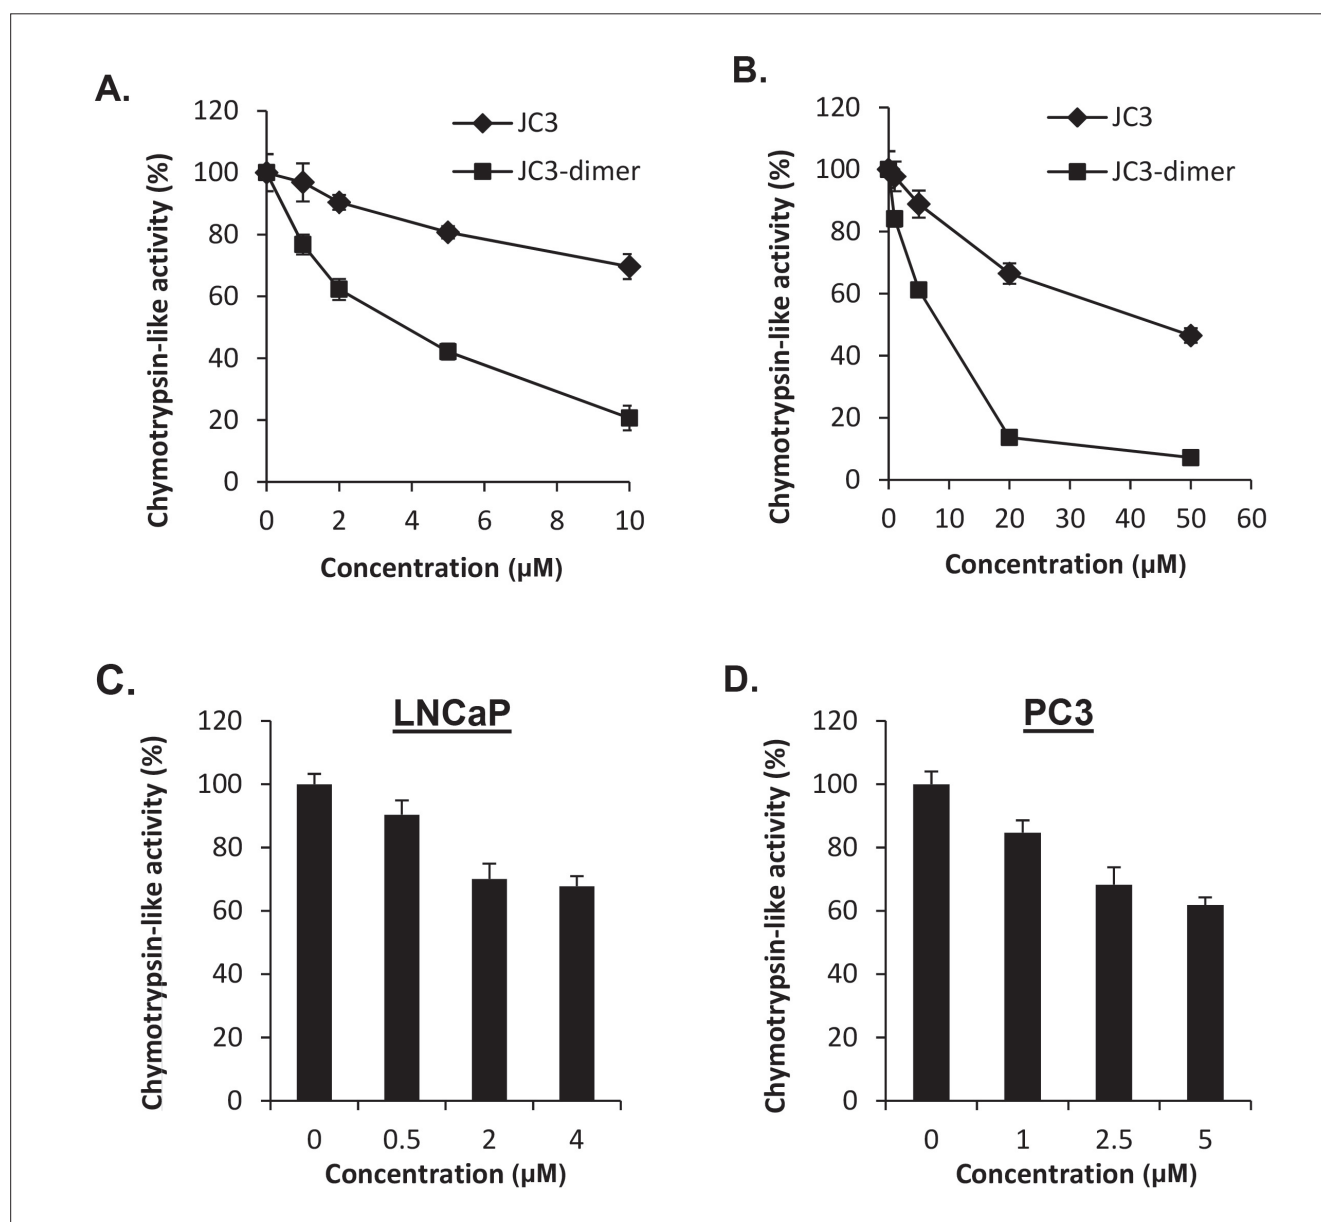 A.
JC3
JC3-dimer
120
100
80
60
40
20
0
0 2 4 6 8 10
Chymotrypsin-like activity (%)
Concentration (µM)
B.
JC3
JC3-dimer
120
100
80
60
40
20
0
0 10 20 30 40 50 60
Chymotrypsin-like activity (%)
Concentration (µM)
C.
LNCaP
120
100
80
60
40
20
0
0 0.5 2 4
Chymotrypsin-like activity (%)
Concentration (µM)
D.
PC3
120
100
80
60
40
20
0
0 1 2.5 5
Chymotrypsin-like activity (%)
Concentration (µM)